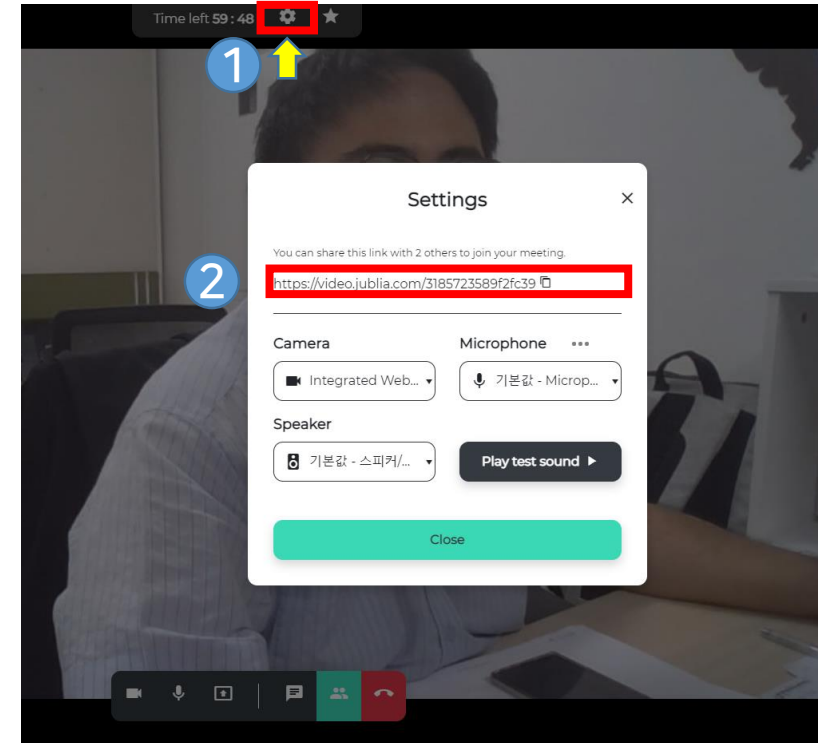 Time left 59 : 48
1
Settings
You can share this link with 2 others to join your meeting.
2
https://video.jublia.com/3185723589f2fc39
Camera
Microphone
Integrated Web...
기본값 - Microp...
Speaker
기본값 - 스피커/...
Play test sound
Close